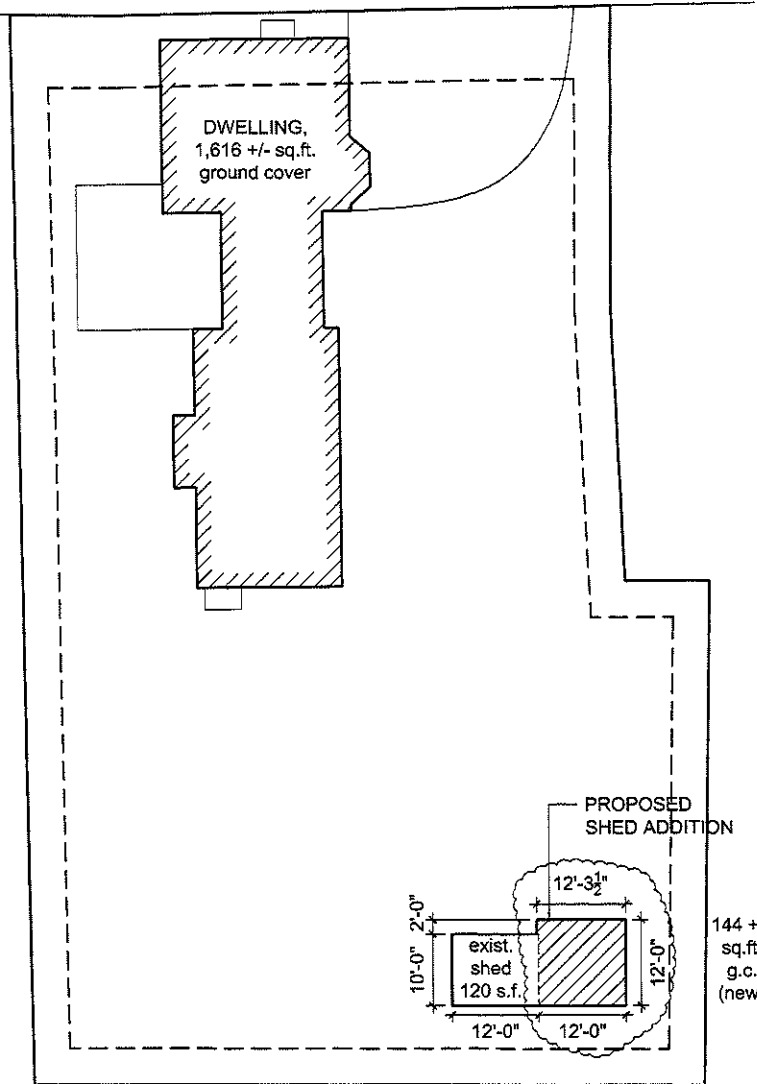 DWELLING,
1,616 +/- sq.ft.
ground cover
PROPOSED
SHED ADDITION
12'-3½"
2'-0"
10'-0"
exist.
shed
120 s.f.
12'-0"
144 +
sq.ft
g.c.
(new
12'-0"
12'-0"